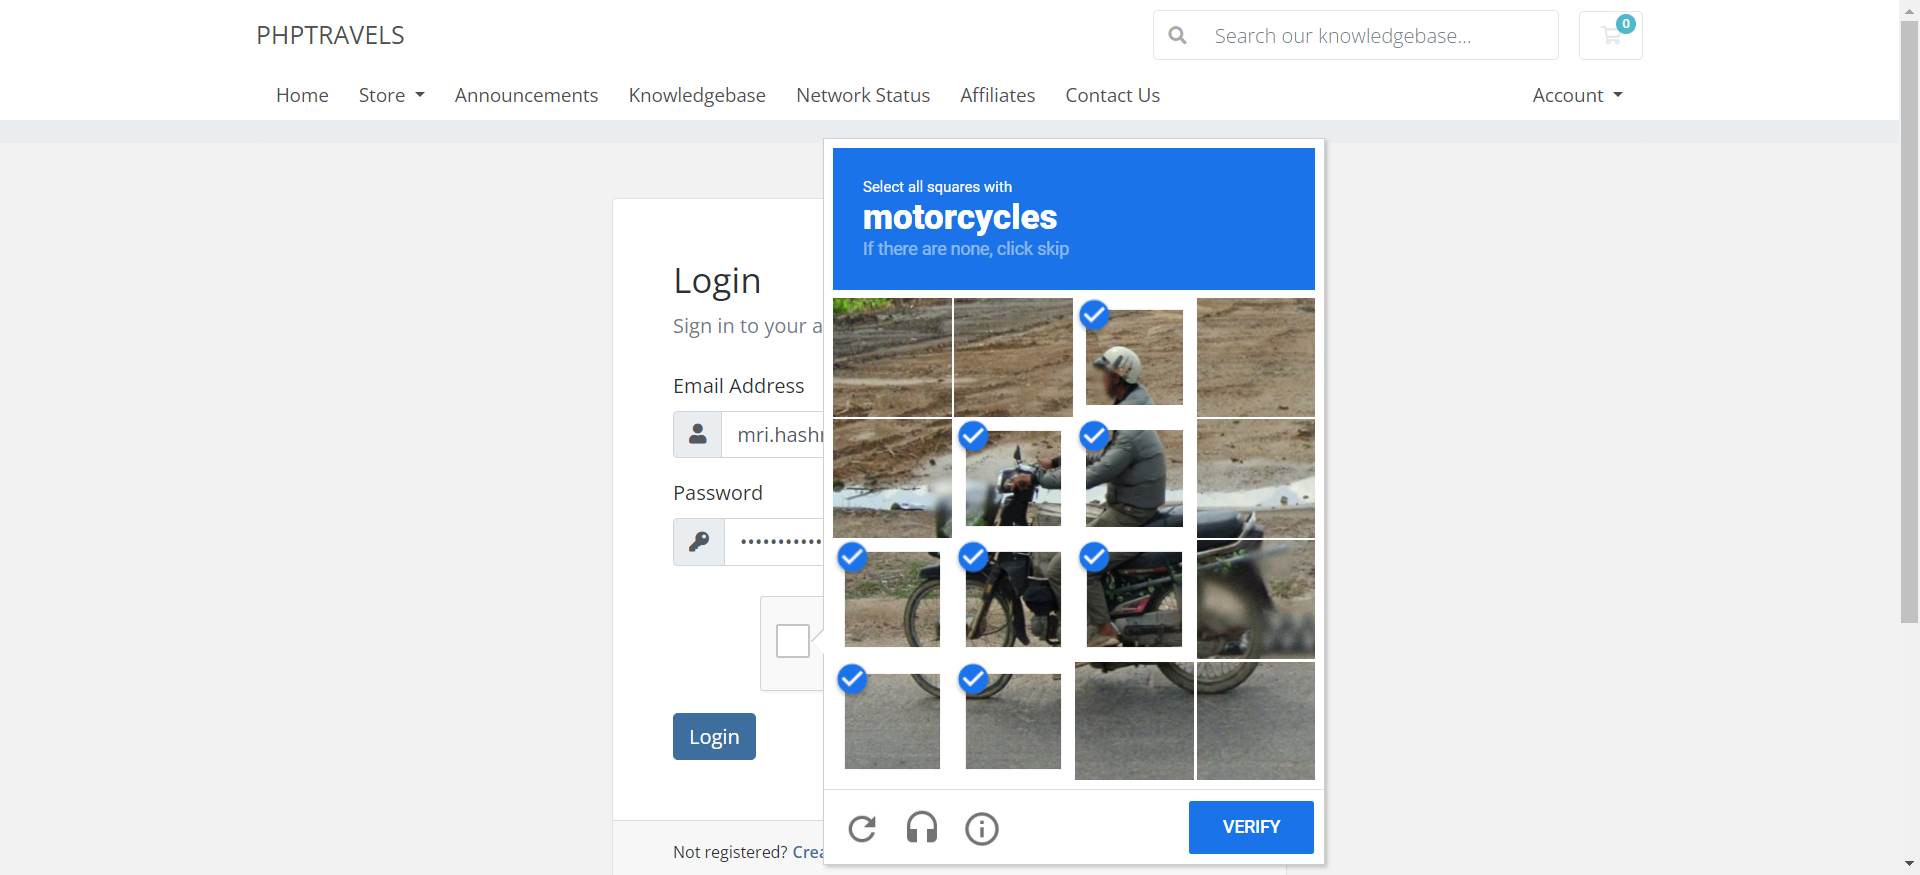 PHPTRAVELS
Search our knowledgebase...
0
Home Store Announcements Knowledgebase Network Status Affiliates Contact Us Account
Select all squares with
motorcycles
If there are none, click skip
Login
Sign in to your a
Email Address
mri.hash
Password
Login
VERIFY
Not registered? Crea